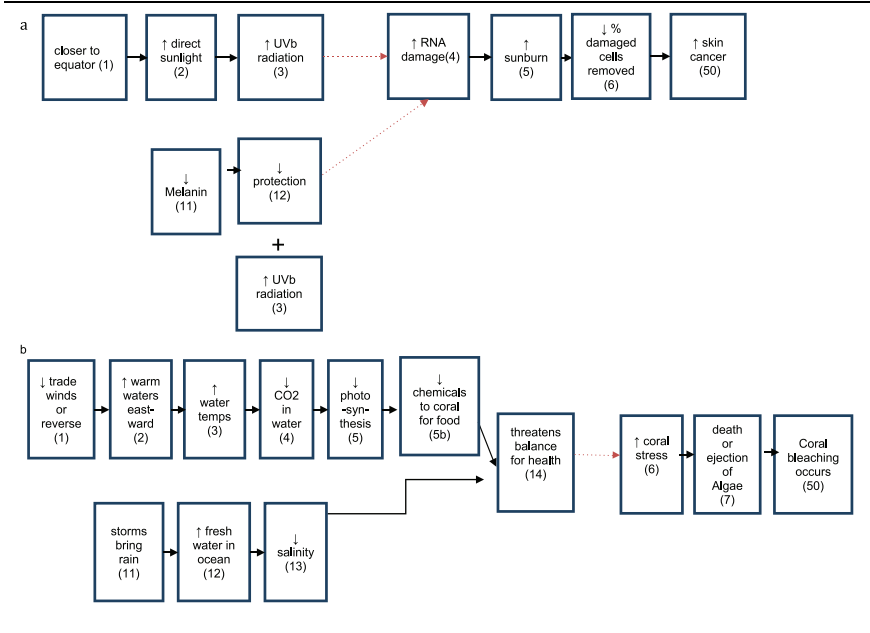 a
closer to
equator (1)
↑ direct
sunlight
(2)
↑ UVb
radiation
(3)
↑ RNA
damage(4)
↑
sunburn
(5)
↓ %
damaged
cells
removed
(6)
↑ skin
cancer
(50)
↓
Melanin
(11)
↓
protection
(12)
+
↑ UVb
radiation
(3)
b
↓ trade
winds
or
reverse
(1)
↑ warm
waters
east-
ward
(2)
↑
water
temps
(3)
↓
CO2
in
water
(4)
↓
photo
-syn-
thesis
(5)
↓
chemicals
to coral
for food
(5b)
threatens
balance
for health
(14)
↑ coral
stress
(6)
death
or
ejection
of
Algae
(7)
Coral
bleaching
occurs
(50)
storms
bring
rain
(11)
↑ fresh
water in
ocean
(12)
↓
salinity
(13)